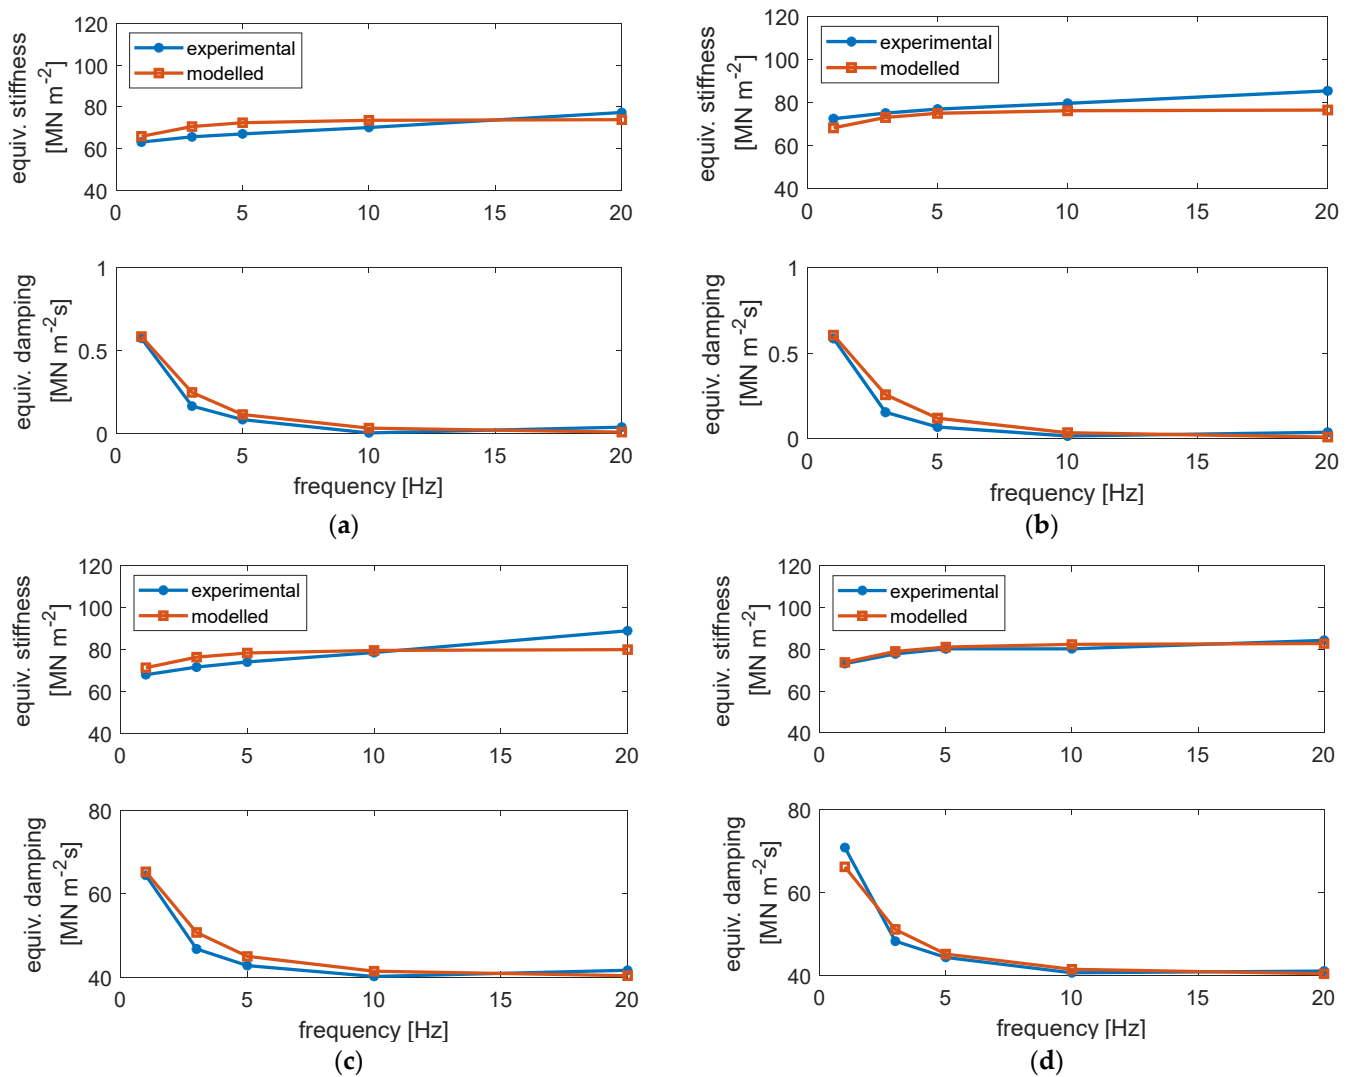 equiv. stiffness
[MN m-2]
120
100
80
60
40
experimental
modelled
0 5 10 15 20
equiv. damping
[MN m-2s]
1
0.5
0
0 5 10 15 20
frequency [Hz]
(a)
equiv. stiffness
[MN m-2]
120
100
80
60
40
experimental
modelled
0 5 10 15 20
equiv. damping
[MN m-2s]
1
0.5
0
0 5 10 15 20
frequency [Hz]
(b)
equiv. stiffness
[MN m-2]
120
100
80
60
40
experimental
modelled
0 5 10 15 20
equiv. damping
[MN m-2s]
80
60
40
0 5 10 15 20
frequency [Hz]
(c)
equiv. stiffness
[MN m-2]
120
100
80
60
40
experimental
modelled
0 5 10 15 20
equiv. damping
[MN m-2s]
80
60
40
0 5 10 15 20
frequency [Hz]
(d)